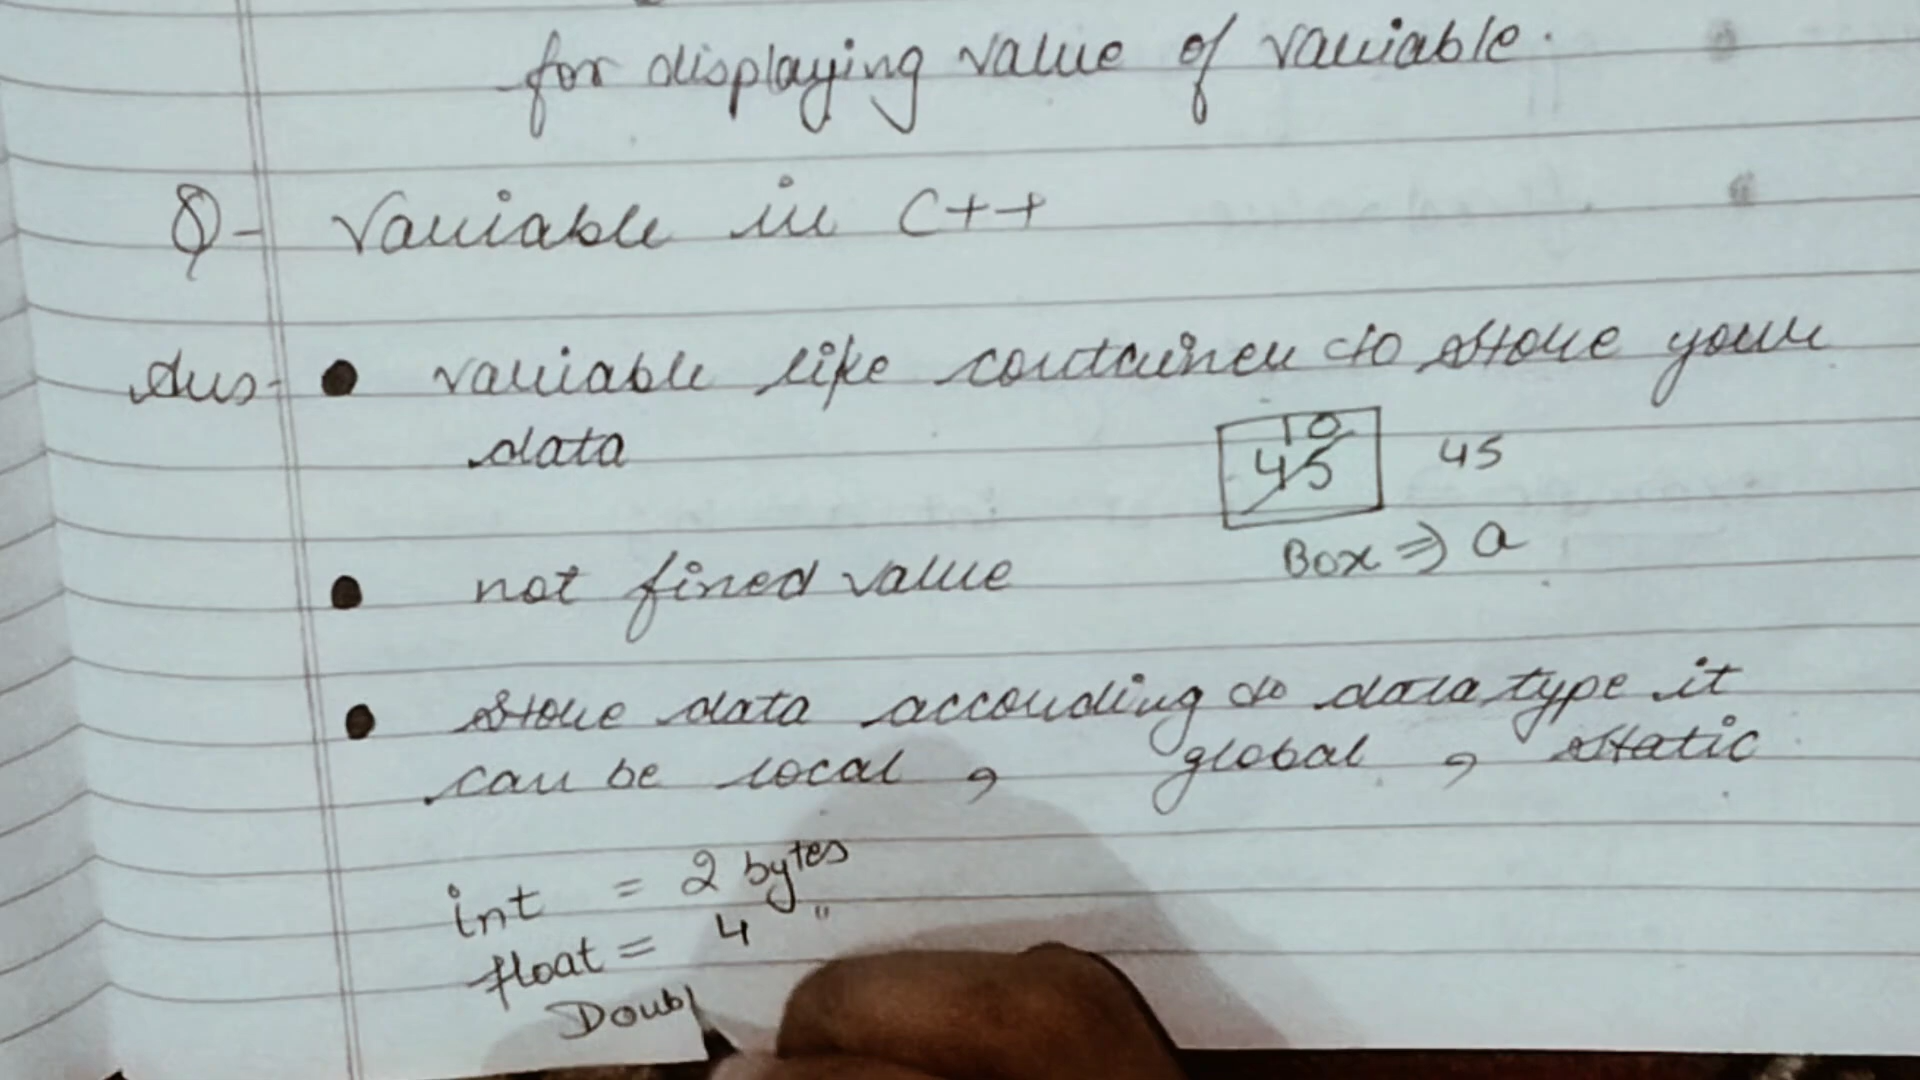 for displaying value of variable.
Q- Variable in C++
Ans- • variable like container to store your
data
10
45
45
Box ⇒ a
• not fined value
• store data according to data type it
can be local , global , static
int = 2 bytes
float = 4 "
Doubl